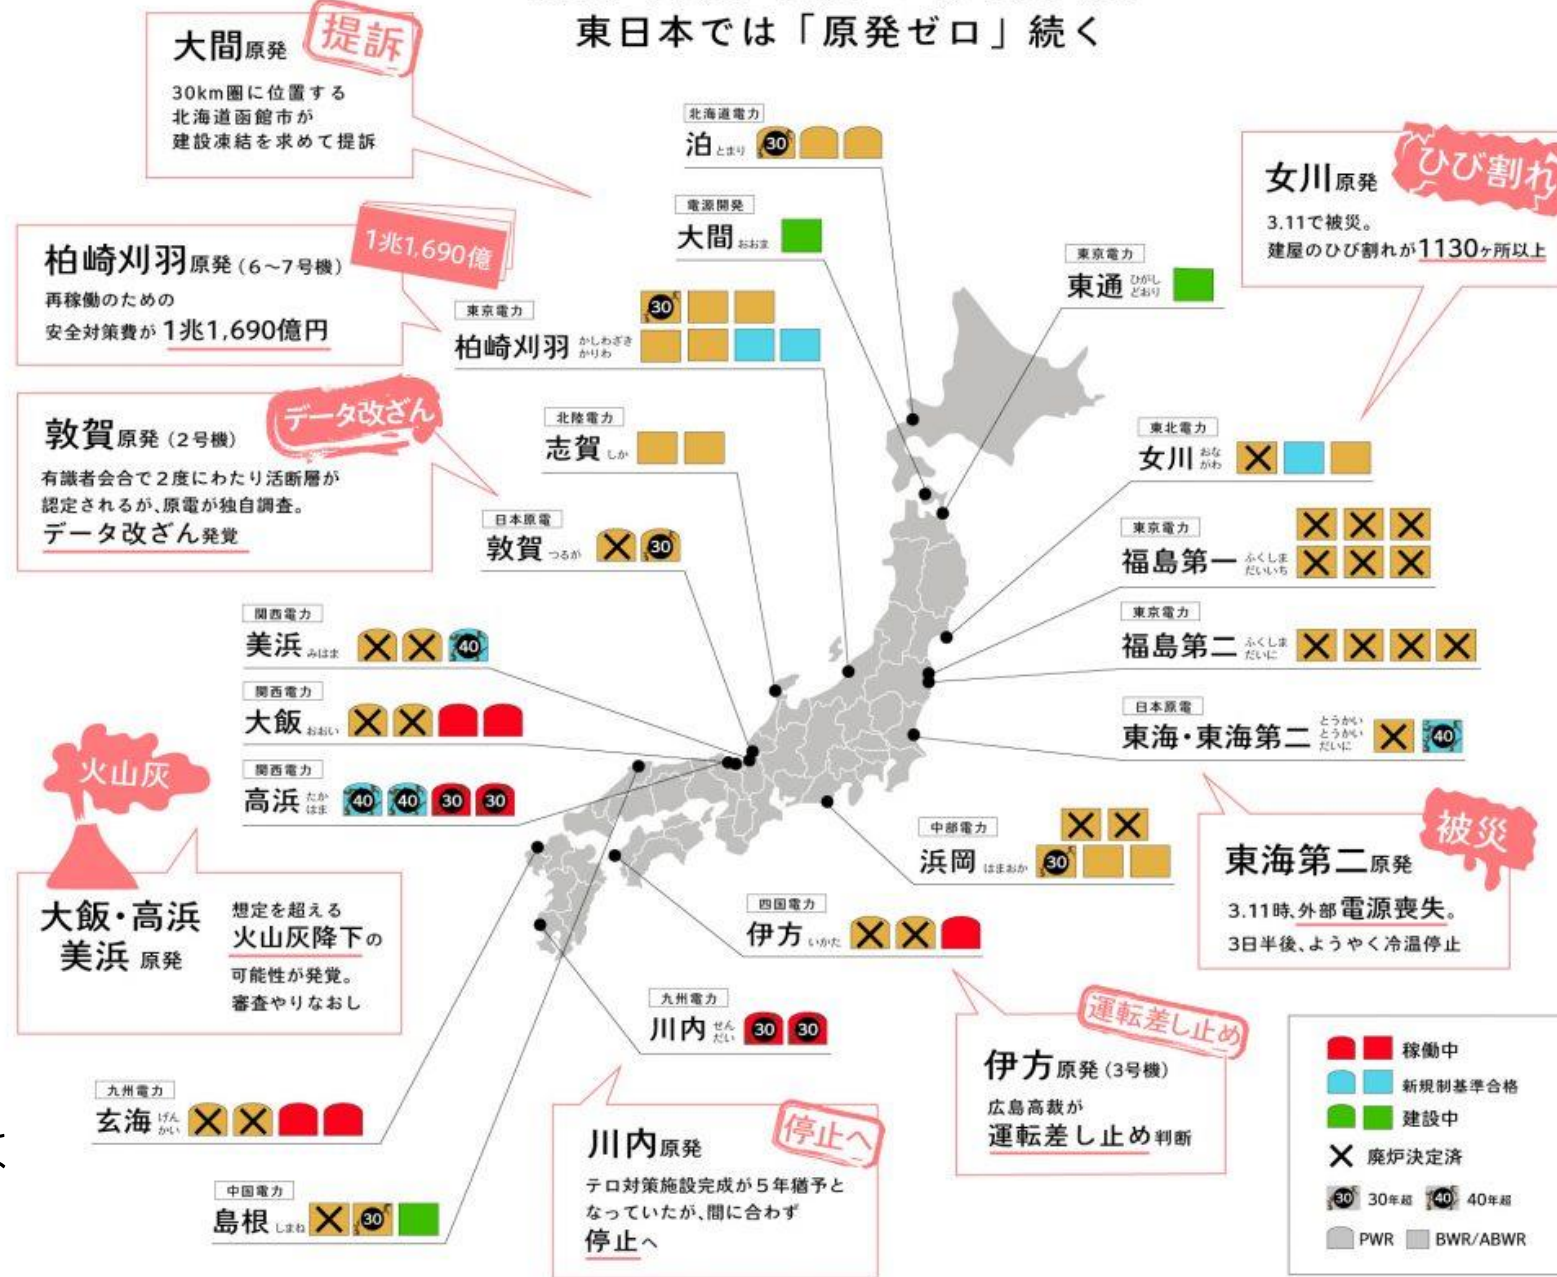 東日本では「原発ゼロ」続く
大間原発
提訴
30km圏に位置する
北海道函館市が
建設凍結を求めて提訴
柏崎刈羽原発(6〜7号機)
1兆1,690億
再稼働のための
安全対策費が 1兆1,690億円
敦賀原発(2号機)
データ改ざん
有識者会合で2度にわたり活断層が
認定されるが、原電が独自調査。
データ改ざん発覚
北海道電力
泊 とまり
30
電源開発
大間 おおま
東京電力
東通 ひがし
どおり
女川原発
ひび割れ
3.11で被災。
建屋のひび割れが1130ヶ所以上
東京電力
柏崎刈羽 かしわざき
かりわ
30
北陸電力
志賀 しか
日本原電
敦賀 つるが
30
東北電力
女川 おな
がわ
東京電力
福島第一 ふくしま
だいいち
東京電力
福島第二 ふくしま
だいに
日本原電
東海・東海第二 とうかい
とうかい
だいに
40
関西電力
美浜 みはま
40
関西電力
大飯 おおい
関西電力
高浜 たか
はま
40 40 30 30
火山灰
大飯・高浜
美浜 原発
想定を超える
火山灰降下の
可能性が発覚。
審査やりなおし
中部電力
浜岡 はまおか
30
東海第二原発
被災
3.11時、外部電源喪失。
3日半後、ようやく冷温停止
四国電力
伊方 いかた
九州電力
川内 せん
だい
30 30
伊方原発(3号機)
運転差し止め
広島高裁が
運転差し止め判断
九州電力
玄海 げん
かい
中国電力
島根 しまね
30
川内原発
停止へ
テロ対策施設完成が5年猶予と
なっていたが、間に合わず
停止へ
稼働中
新規制基準合格
建設中
廃炉決定済
30 30年超 40 40年超
PWR BWR/ABWR